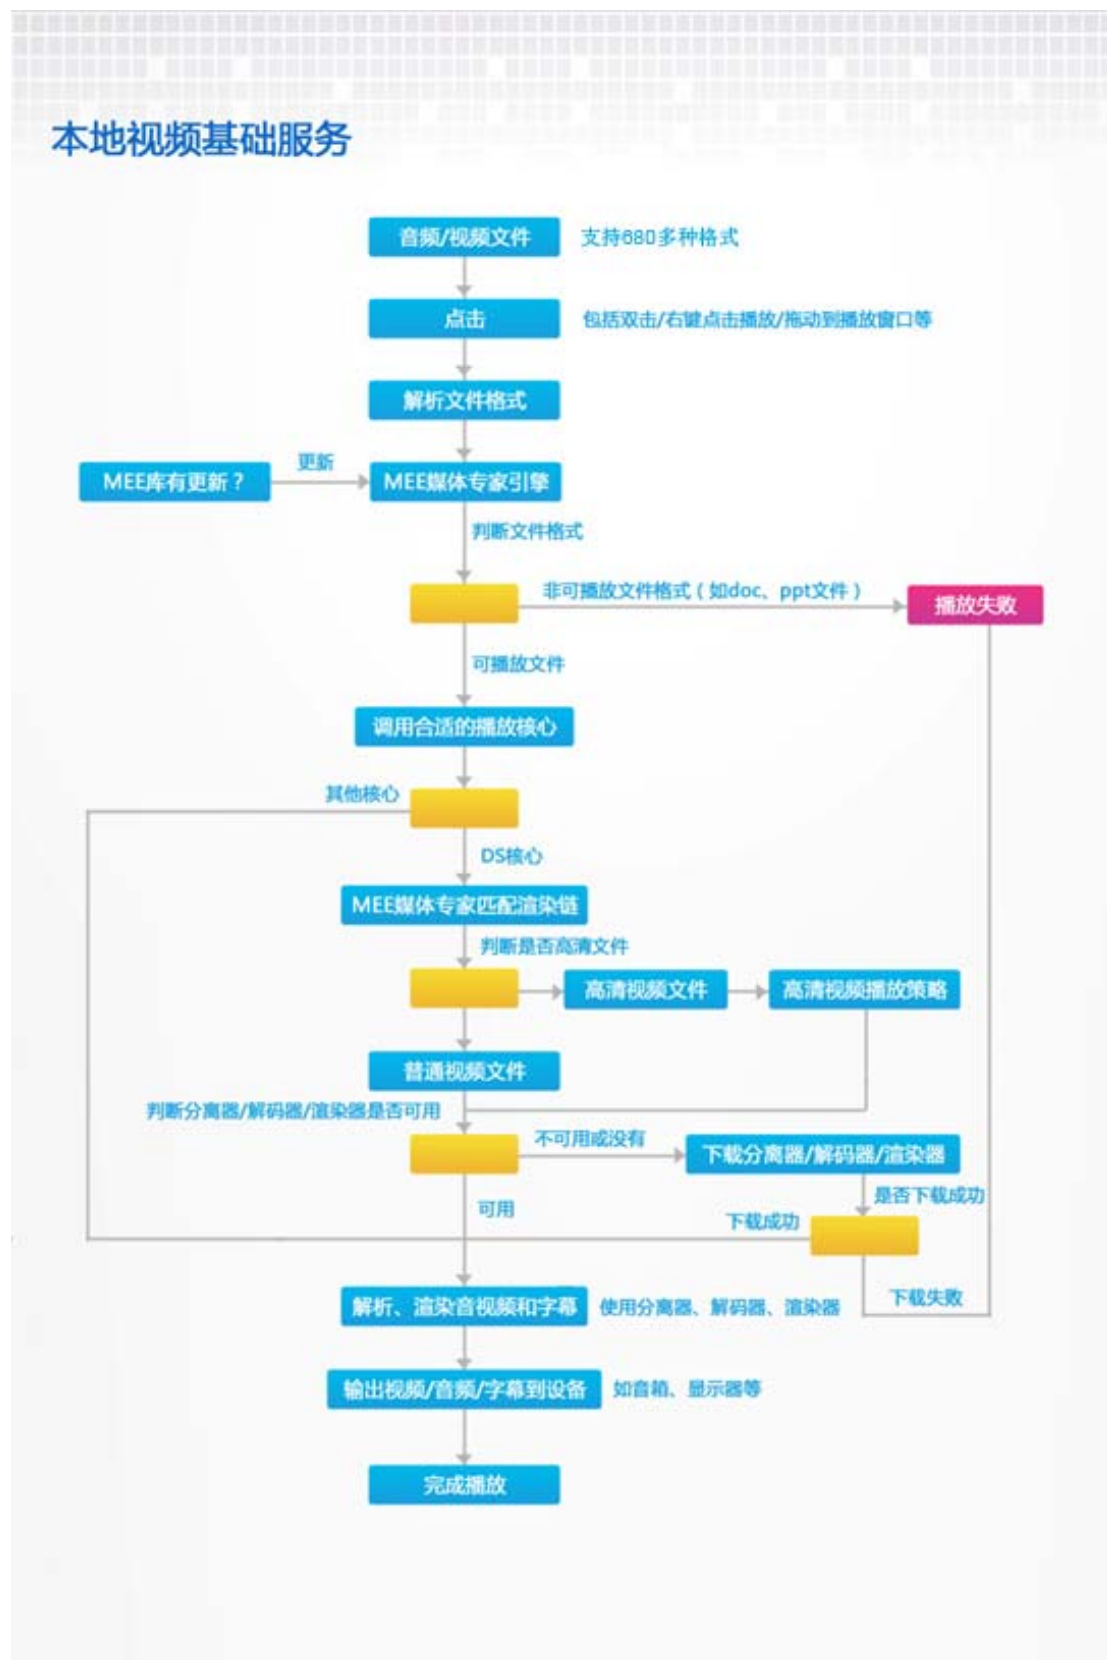 本地视频基础服务
音频/视频文件
支持680多种格式
点击
包括双击/右键点击播放/拖动到播放窗口等
解析文件格式
MEE库有更新？
更新
MEE媒体专家引擎
判断文件格式
非可播放文件格式（如doc、ppt文件）
播放失败
可播放文件
调用合适的播放核心
其他核心
DS核心
MEE媒体专家匹配渲染链
判断是否高清文件
高清视频文件
高清视频播放策略
普通视频文件
判断分离器/解码器/渲染器是否可用
不可用或没有
下载分离器/解码器/渲染器
是否下载成功
可用
下载成功
下载失败
解析、渲染音视频和字幕
使用分离器、解码器、渲染器
输出视频/音频/字幕到设备
如音箱、显示器等
完成播放